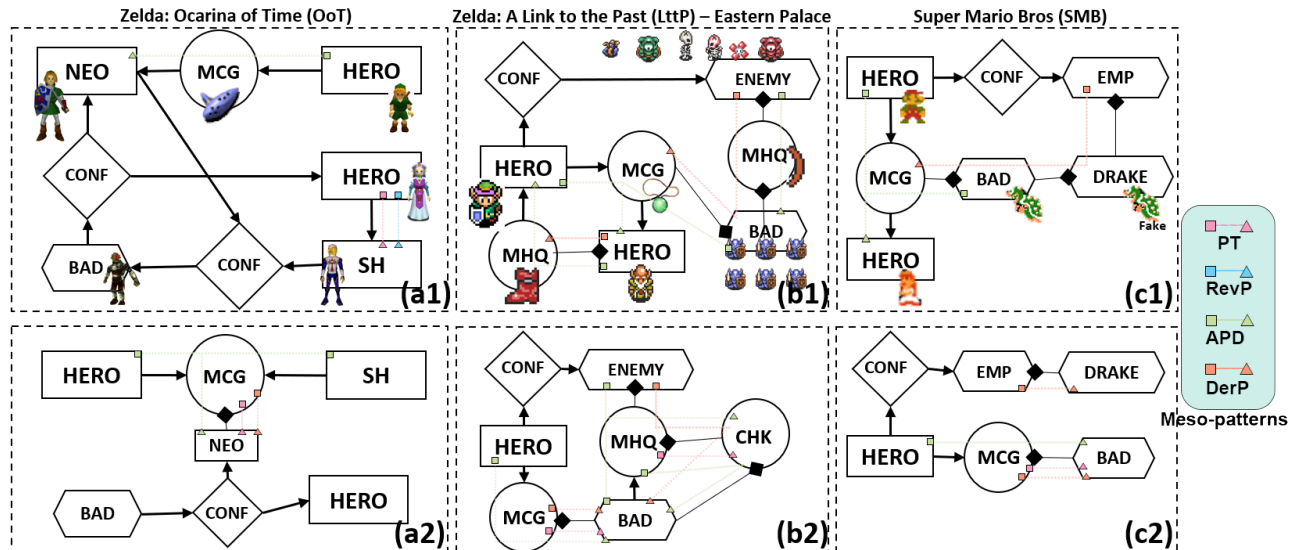 Zelda: Ocarina of Time (OoT)
Zelda: A Link to the Past (LttP) – Eastern Palace
Super Mario Bros (SMB)
NEO
MCG
HERO
CONF
HERO
BAD
CONF
SH
(a1)
CONF
ENEMY
HERO
MCG
MHQ
MHQ
HERO
BAD
(b1)
HERO
CONF
EMP
MCG
BAD
DRAKE
Fake
HERO
(c1)
PT
RevP
APD
DerP
Meso-patterns
HERO
MCG
SH
NEO
BAD
CONF
HERO
(a2)
CONF
ENEMY
HERO
MHQ
CHK
MCG
BAD
(b2)
CONF
EMP
DRAKE
HERO
MCG
BAD
(c2)